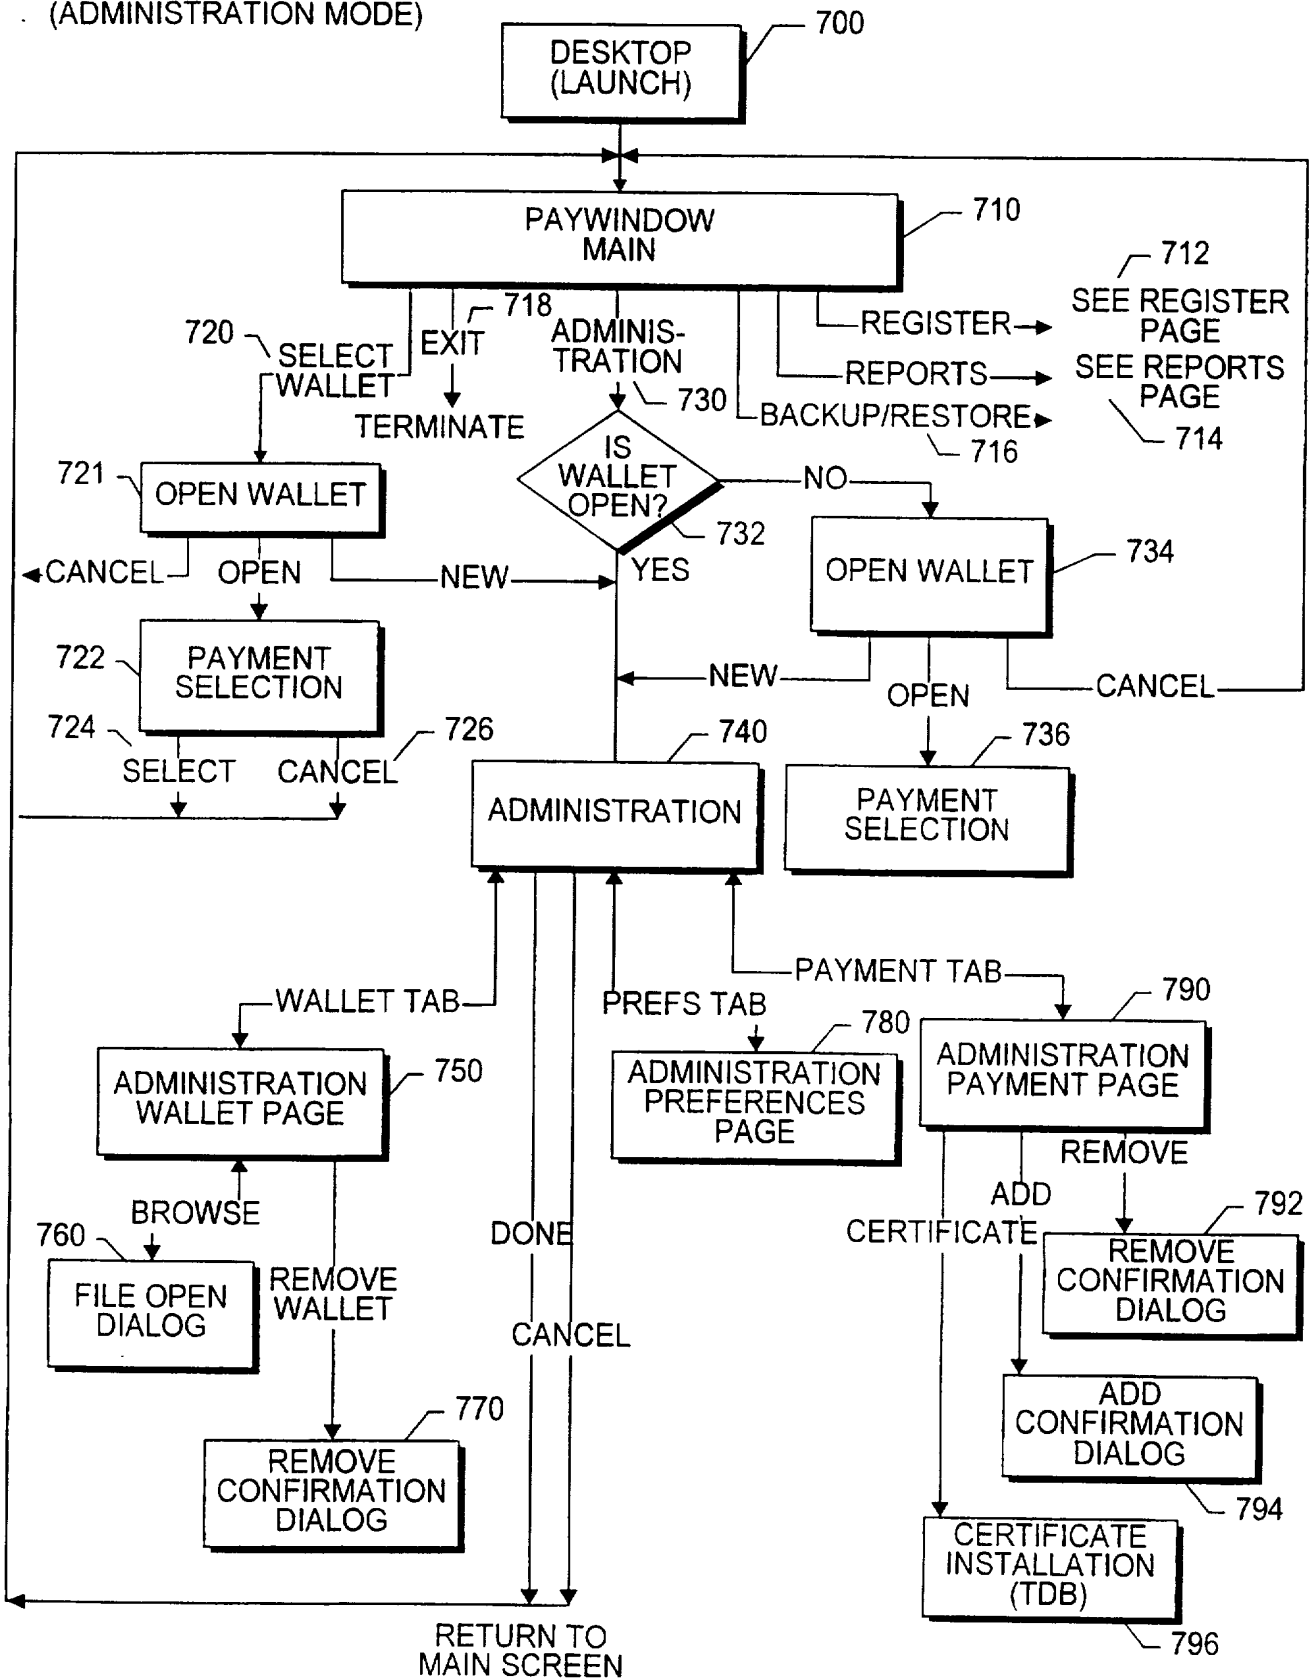 (ADMINISTRATION MODE)
700
DESKTOP
(LAUNCH)
PAYWINDOW
MAIN
710
712
SEE REGISTER
PAGE
718
720
SELECT
WALLET
EXIT
TERMINATE
ADMINIS-
TRATION
730
REGISTER
REPORTS
SEE REPORTS
PAGE
BACKUP/RESTORE
716
714
721
OPEN WALLET
IS
WALLET
OPEN?
732
NO
YES
734
OPEN WALLET
CANCEL
OPEN
NEW
722
PAYMENT
SELECTION
NEW
OPEN
CANCEL
724
SELECT
726
CANCEL
740
ADMINISTRATION
736
PAYMENT
SELECTION
WALLET TAB
PREFS TAB
PAYMENT TAB
790
780
750
ADMINISTRATION
WALLET PAGE
ADMINISTRATION
PREFERENCES
PAGE
ADMINISTRATION
PAYMENT PAGE
REMOVE
ADD
CERTIFICATE
BROWSE
760
FILE OPEN
DIALOG
REMOVE
WALLET
DONE
CANCEL
792
REMOVE
CONFIRMATION
DIALOG
ADD
CONFIRMATION
DIALOG
794
770
REMOVE
CONFIRMATION
DIALOG
CERTIFICATE
INSTALLATION
(TDB)
796
RETURN TO
MAIN SCREEN